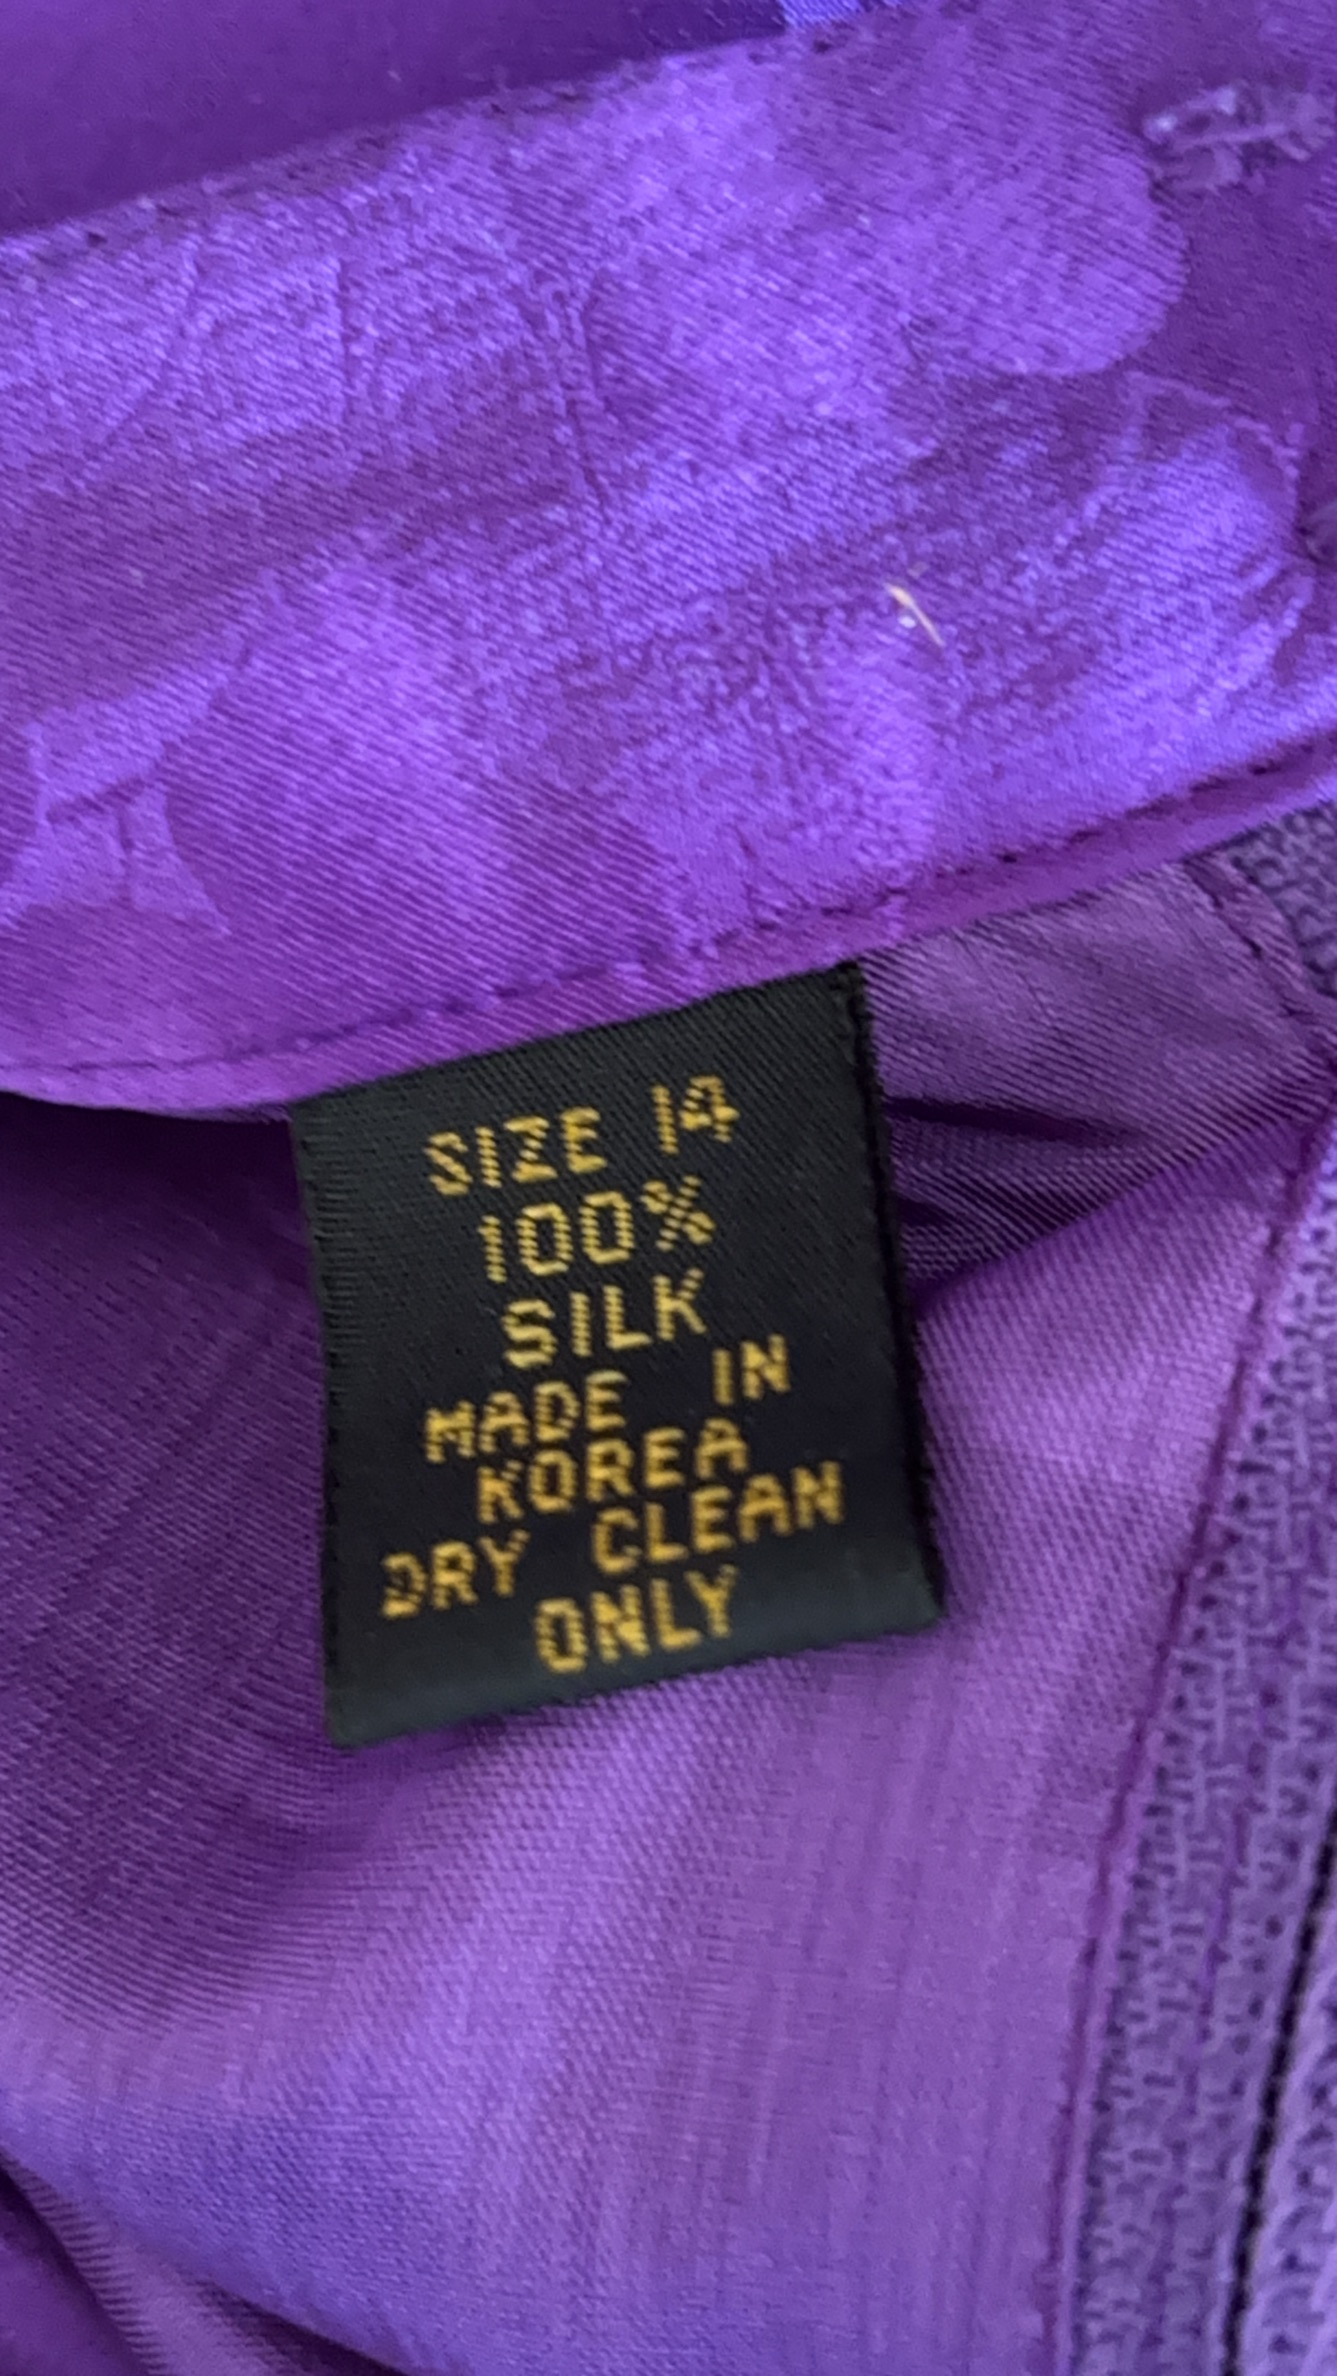 SIZE 14
100%
SILK
MADE IN
KOREA
DRY CLEAN
ONLY